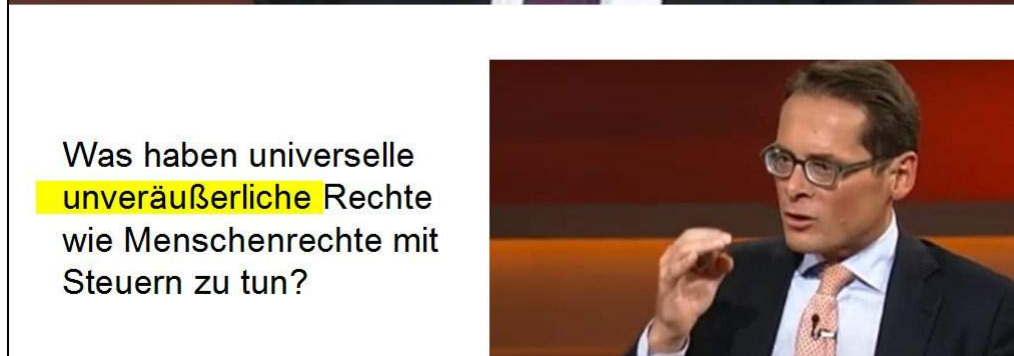 Was haben universelle
unveräußerliche Rechte
wie Menschenrechte mit
Steuern zu tun?